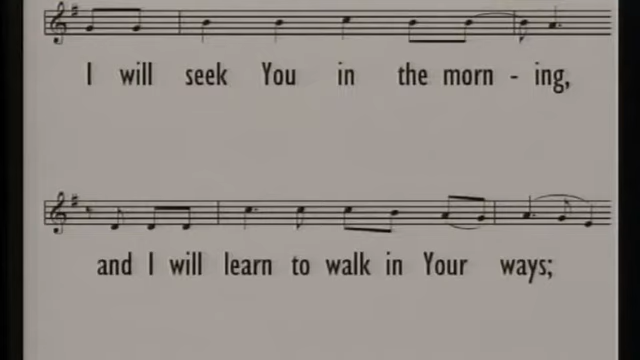 I will seek You in the morn - ing,
and I will learn to walk in Your ways;